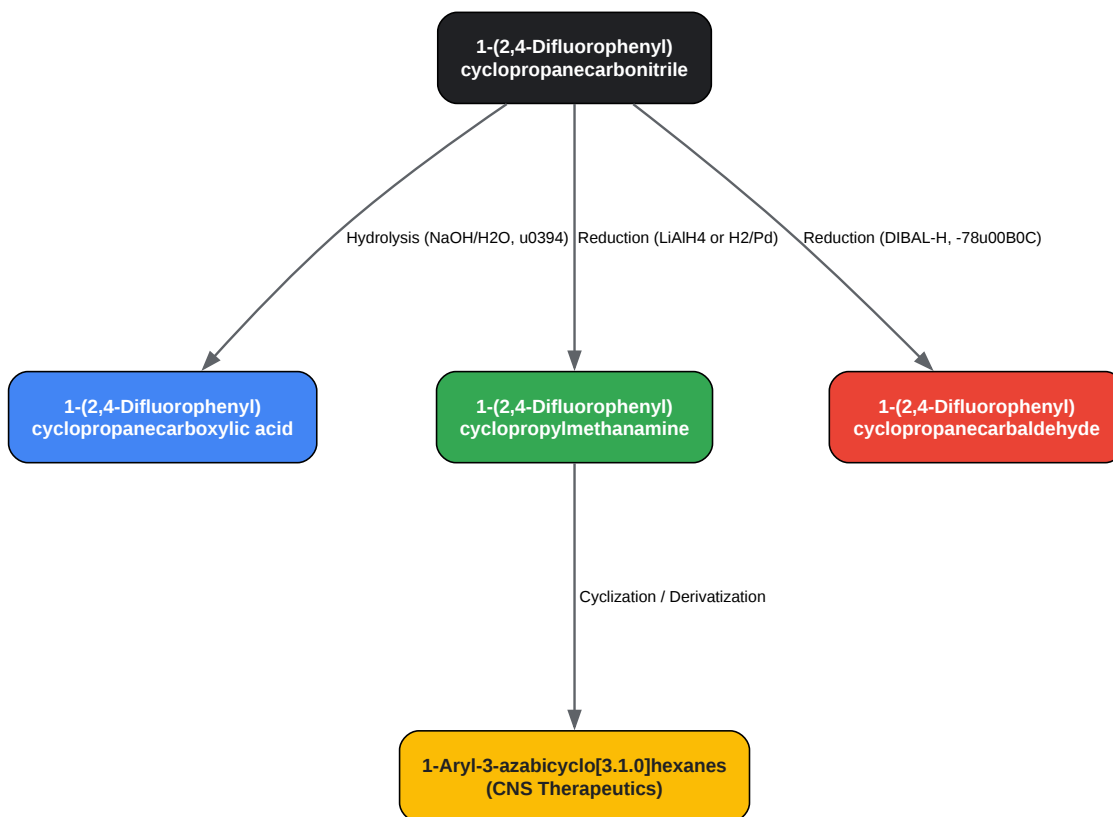 1-(2,4-Difluorophenyl)
cyclopropanecarbonitrile
Hydrolysis (NaOH/H2O, u0394)
Reduction (LiAlH4 or H2/Pd)
Reduction (DIBAL-H, -78u00B0C)
1-(2,4-Difluorophenyl)
cyclopropanecarboxylic acid
1-(2,4-Difluorophenyl)
cyclopropylmethanamine
1-(2,4-Difluorophenyl)
cyclopropanecarbaldehyde
Cyclization / Derivatization
1-Aryl-3-azabicyclo[3.1.0]hexanes
(CNS Therapeutics)